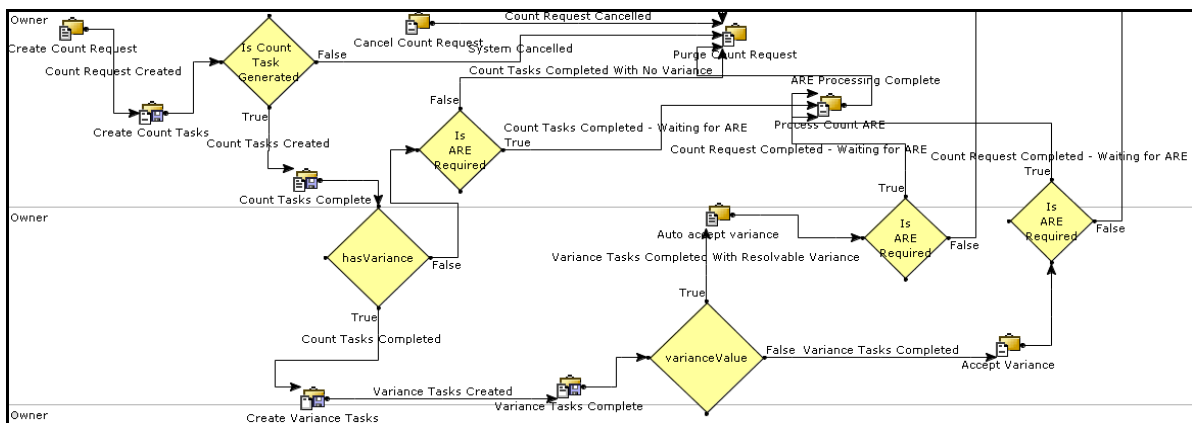 Owner
Count Request Cancelled
Create Count Request
Is Count
Task
Generated
Cancel Count Request
System Cancelled
False
Purge Count Request
Count Request Created
Count Tasks Completed With No Variance
ARE Processing Complete
False
True
Create Count Tasks
Count Tasks Completed - Waiting for ARE
Process Count ARE
Count Tasks Created
Is
ARE
Required
True
Count Request Completed - Waiting for ARE
Count Request Completed - Waiting for ARE
True
True
Count Tasks Complete
Owner
Auto accept variance
Is
ARE
Required
False
Is
ARE
Required
False
hasVariance
False
Variance Tasks Completed With Resolvable Variance
True
True
Count Tasks Completed
varianceValue
False
Variance Tasks Completed
Accept Variance
Variance Tasks Created
Create Variance Tasks
Variance Tasks Complete
Owner